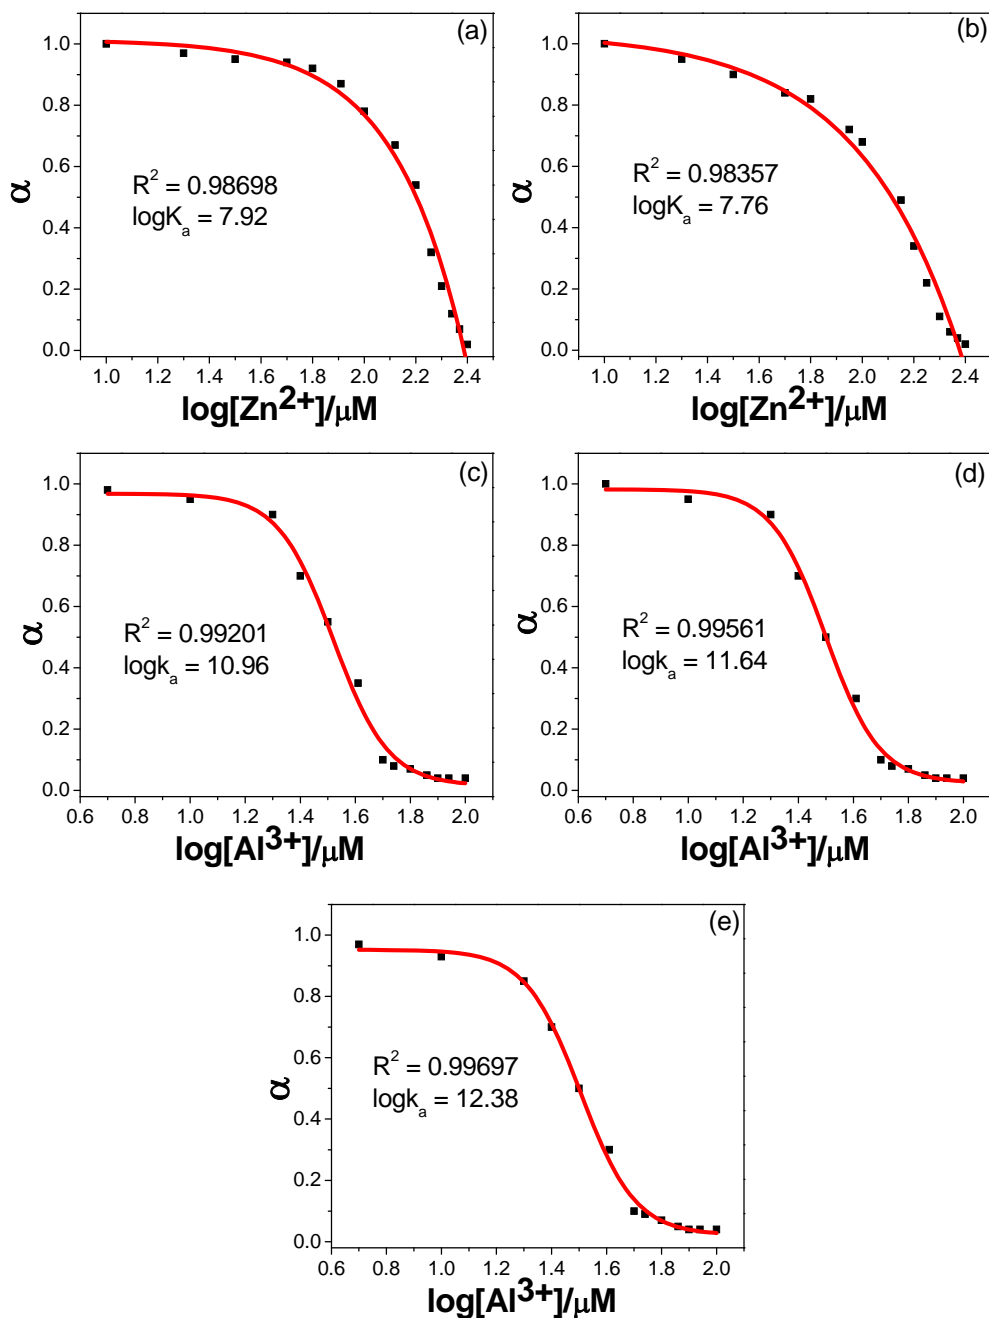 (a)
1.0
0.8
0.6
0.4
0.2
0.0
α
R² = 0.98698
logKₐ = 7.92
1.0 1.2 1.4 1.6 1.8 2.0 2.2 2.4
log[Zn²⁺]/μM
(b)
1.0
0.8
0.6
0.4
0.2
0.0
α
R² = 0.98357
logKₐ = 7.76
1.0 1.2 1.4 1.6 1.8 2.0 2.2 2.4
log[Zn²⁺]/μM
(c)
1.0
0.8
0.6
0.4
0.2
0.0
α
R² = 0.99201
logkₐ = 10.96
0.6 0.8 1.0 1.2 1.4 1.6 1.8 2.0
log[Al³⁺]/μM
(d)
1.0
0.8
0.6
0.4
0.2
0.0
α
R² = 0.99561
logkₐ = 11.64
0.6 0.8 1.0 1.2 1.4 1.6 1.8 2.0
log[Al³⁺]/μM
(e)
1.0
0.8
0.6
0.4
0.2
0.0
α
R² = 0.99697
logkₐ = 12.38
0.6 0.8 1.0 1.2 1.4 1.6 1.8 2.0
log[Al³⁺]/μM